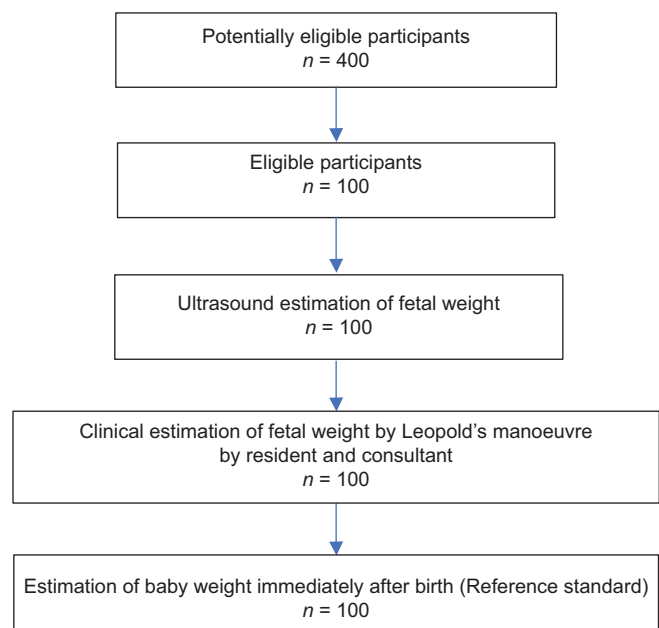 Potentially eligible participants
n = 400
Eligible participants
n = 100
Ultrasound estimation of fetal weight
n = 100
Clinical estimation of fetal weight by Leopold’s manoeuvre
by resident and consultant
n = 100
Estimation of baby weight immediately after birth (Reference standard)
n = 100